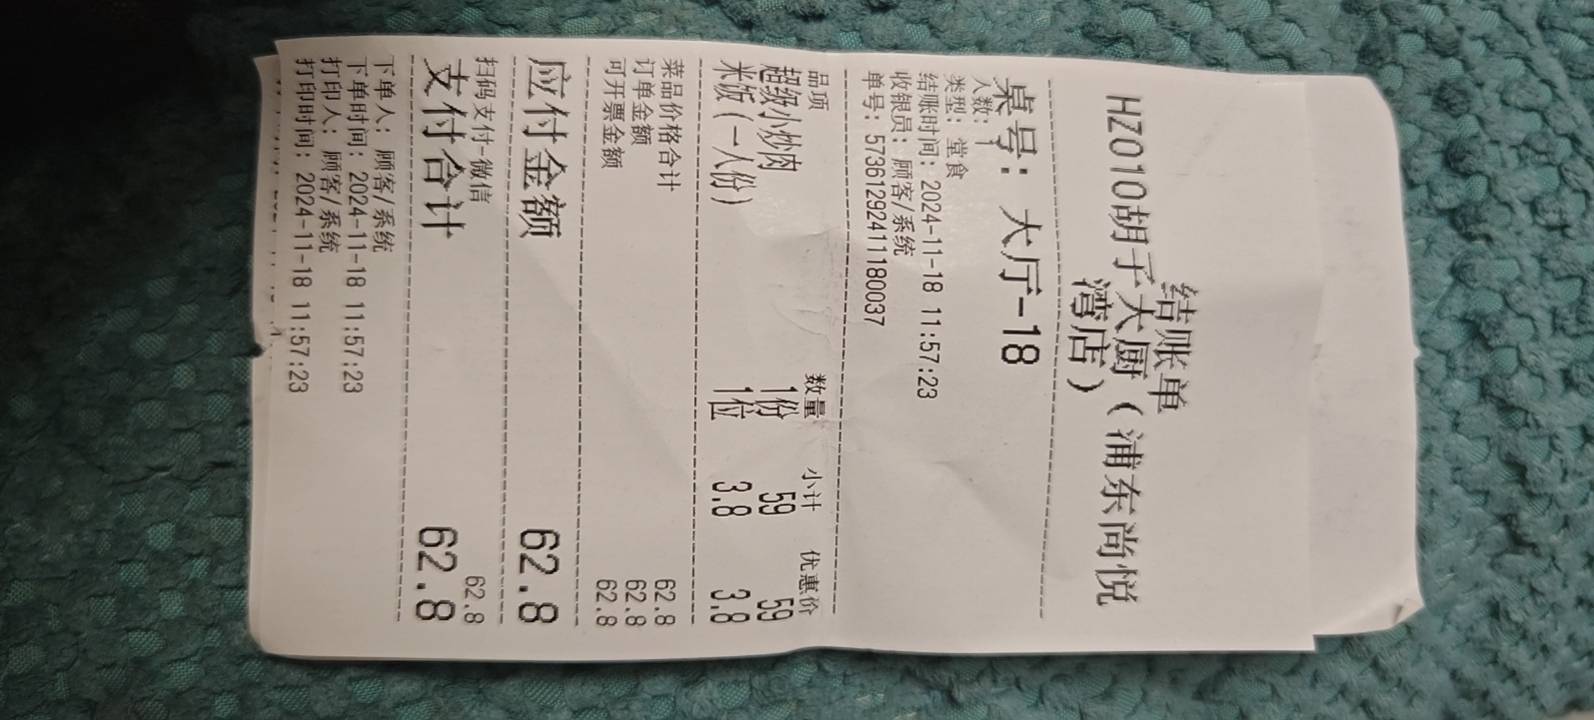 结账单
HZ010胡子大厨（浦东尚悦
湾店）
桌号：大厅-18
人数：1
类型：堂食
结账时间：2024-11-18 11:57:23
收银员：顾客/系统
单号：57361292411180037
品项 数量 小计 优惠价
超级小炒肉 1份 59 59
米饭（一人份） 1位 3.8 3.8
菜品价格合计 62.8
订单金额 62.8
可开票金额 62.8
应付金额 62.8
扫码支付-微信 62.8
支付合计 62.8
下单人：顾客/系统
下单时间：2024-11-18 11:57:23
打印人：顾客/系统
打印时间：2024-11-18 11:57:23